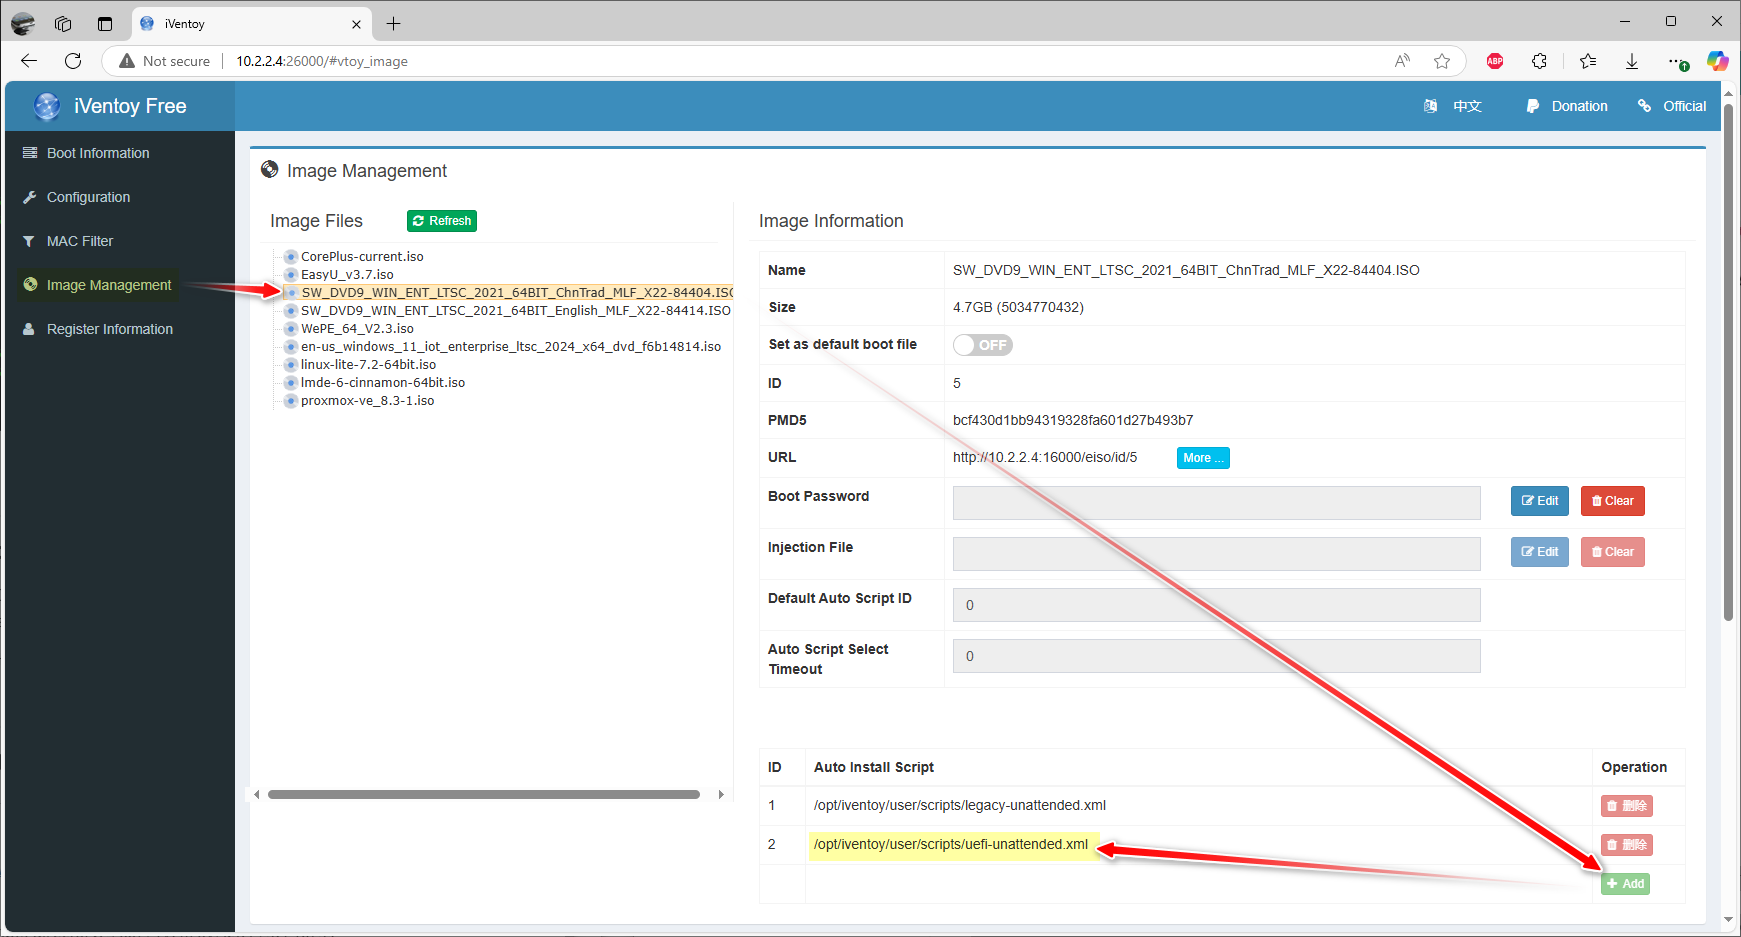 iVentoy
Not secure
10.2.2.4:26000/#vtoy_image
ABP
iVentoy Free
中文
Donation
Official
Boot Information
Configuration
MAC Filter
Image Management
Register Information
Image Management
Image Files
Refresh
CorePlus-current.iso
EasyU_v3.7.iso
SW_DVD9_WIN_ENT_LTSC_2021_64BIT_ChnTrad_MLF_X22-84404.ISO
SW_DVD9_WIN_ENT_LTSC_2021_64BIT_English_MLF_X22-84414.ISO
WePE_64_V2.3.iso
en-us_windows_11_iot_enterprise_ltsc_2024_x64_dvd_f6b14814.iso
linux-lite-7.2-64bit.iso
lmde-6-cinnamon-64bit.iso
proxmox-ve_8.3-1.iso
Image Information
Name SW_DVD9_WIN_ENT_LTSC_2021_64BIT_ChnTrad_MLF_X22-84404.ISO
Size 4.7GB (5034770432)
Set as default boot file OFF
ID 5
PMD5 bcf430d1bb94319328fa601d27b493b7
URL http://10.2.2.4:16000/eiso/id/5 More ...
Boot Password Edit Clear
Injection File Edit Clear
Default Auto Script ID 0
Auto Script Select
Timeout 0
ID Auto Install Script Operation
1 /opt/iventoy/user/scripts/legacy-unattended.xml 删除
2 /opt/iventoy/user/scripts/uefi-unattended.xml 删除
Add